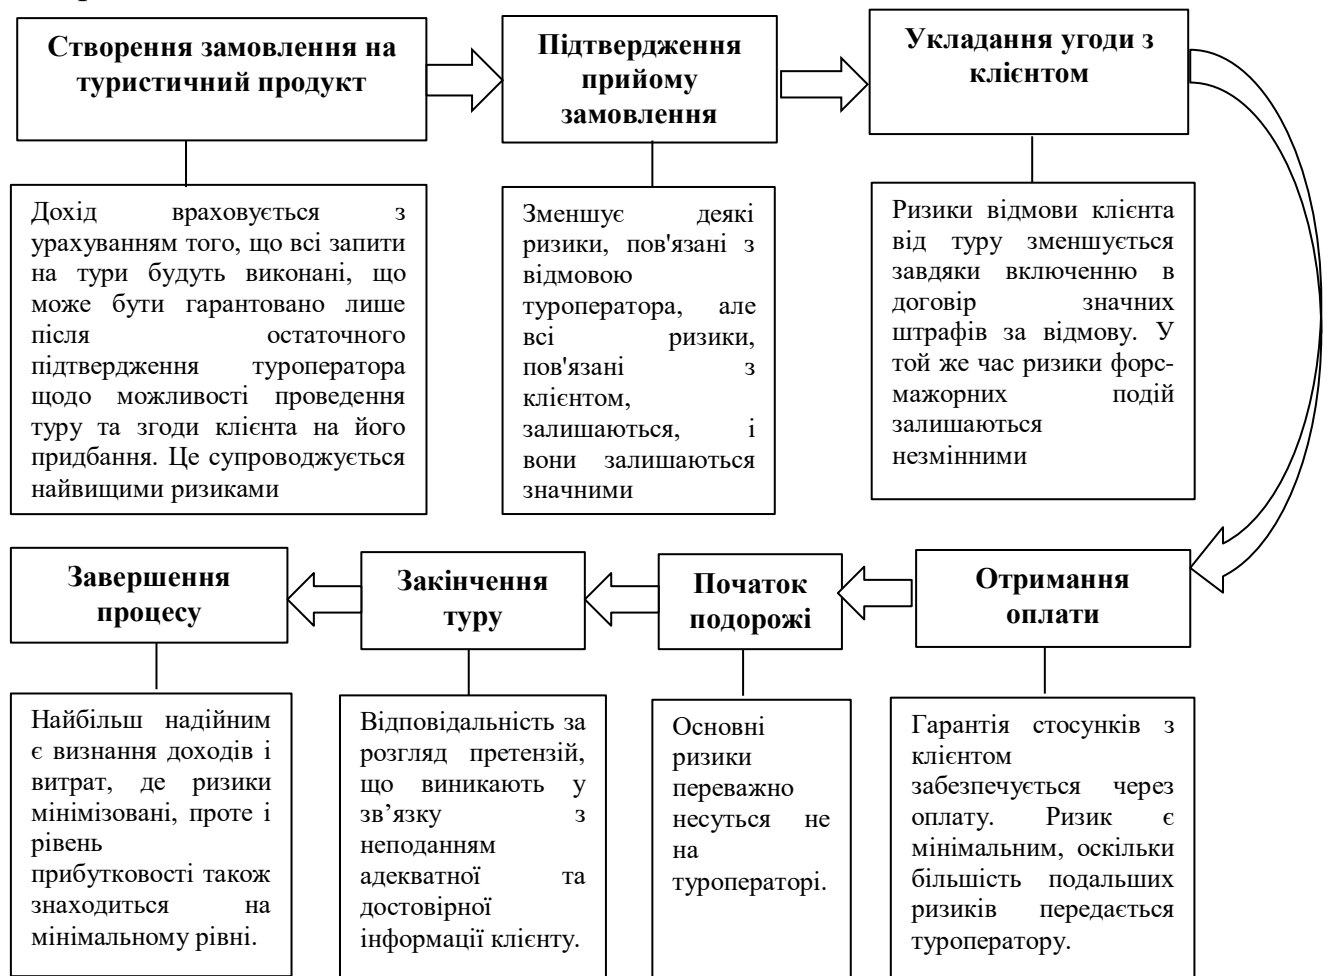 Створення замовлення на
туристичний продукт
Підтвердження
прийому
замовлення
Укладання угоди з
клієнтом
Дохід враховується з
урахуванням того, що всі запити
на тури будуть виконані, що
може бути гарантовано лише
після остаточного
підтвердження туроператора
щодо можливості проведення
туру та згоди клієнта на його
придбання. Це супроводжується
найвищими ризиками
Зменшує деякі
ризики, пов'язані з
відмовою
туроператора, але
всі ризики,
пов'язані з
клієнтом,
залишаються, і
вони залишаються
значними
Ризики відмови клієнта
від туру зменшується
завдяки включенню в
договір значних
штрафів за відмову. У
той же час ризики форс-
мажорних подій
залишаються
незмінними
Завершення
процесу
Закінчення
туру
Початок
подорожі
Отримання
оплати
Найбільш надійним
є визнання доходів і
витрат, де ризики
мінімізовані, проте і
рівень
прибутковості також
знаходиться на
мінімальному рівні.
Відповідальність за
розгляд претензій,
що виникають у
зв’язку з
неподанням
адекватної та
достовірної
інформації клієнту.
Основні
ризики
переважно
несуться не
на
туроператорі.
Гарантія стосунків з
клієнтом
забезпечується через
оплату. Ризик є
мінімальним, оскільки
більшість подальших
ризиків передається
туроператору.